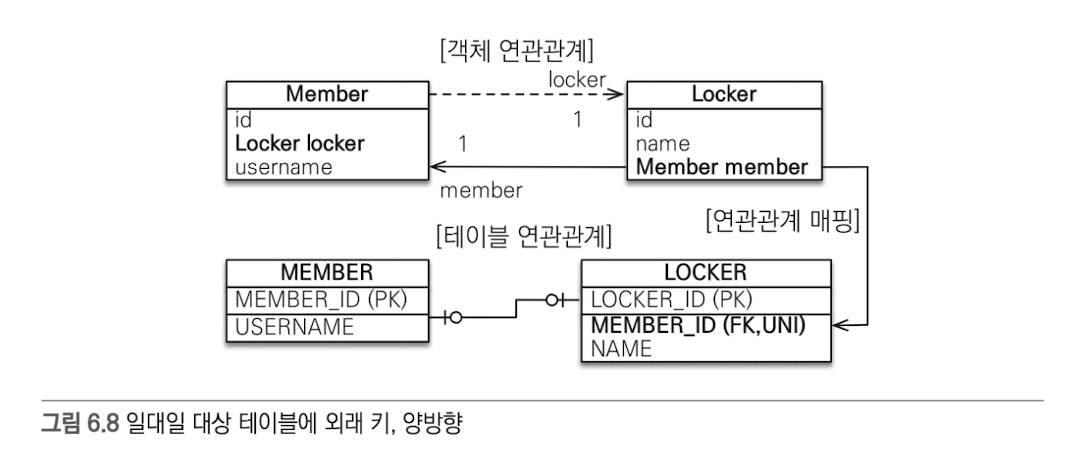 [객체 연관관계]
locker
Member
id
Locker locker
username
1
1
member
Locker
id
name
Member member
[연관관계 매핑]
[테이블 연관관계]
MEMBER
MEMBER_ID (PK)
USERNAME
LOCKER
LOCKER_ID (PK)
MEMBER_ID (FK,UNI)
NAME
그림 6.8 일대일 대상 테이블에 외래 키, 양방향